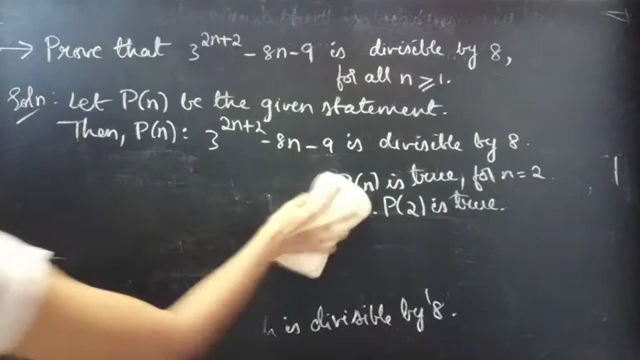 → Prove that 3^{2n+2} - 8n - 9 is divisible by 8,
for all n ≥ 1.
Soln: Let P(n) be the given statement.
Then, P(n): 3^{2n+2} - 8n - 9 is divisible by 8.
P(n) is true, for n = 2.
. P(2) is true.
is divisible by 8.